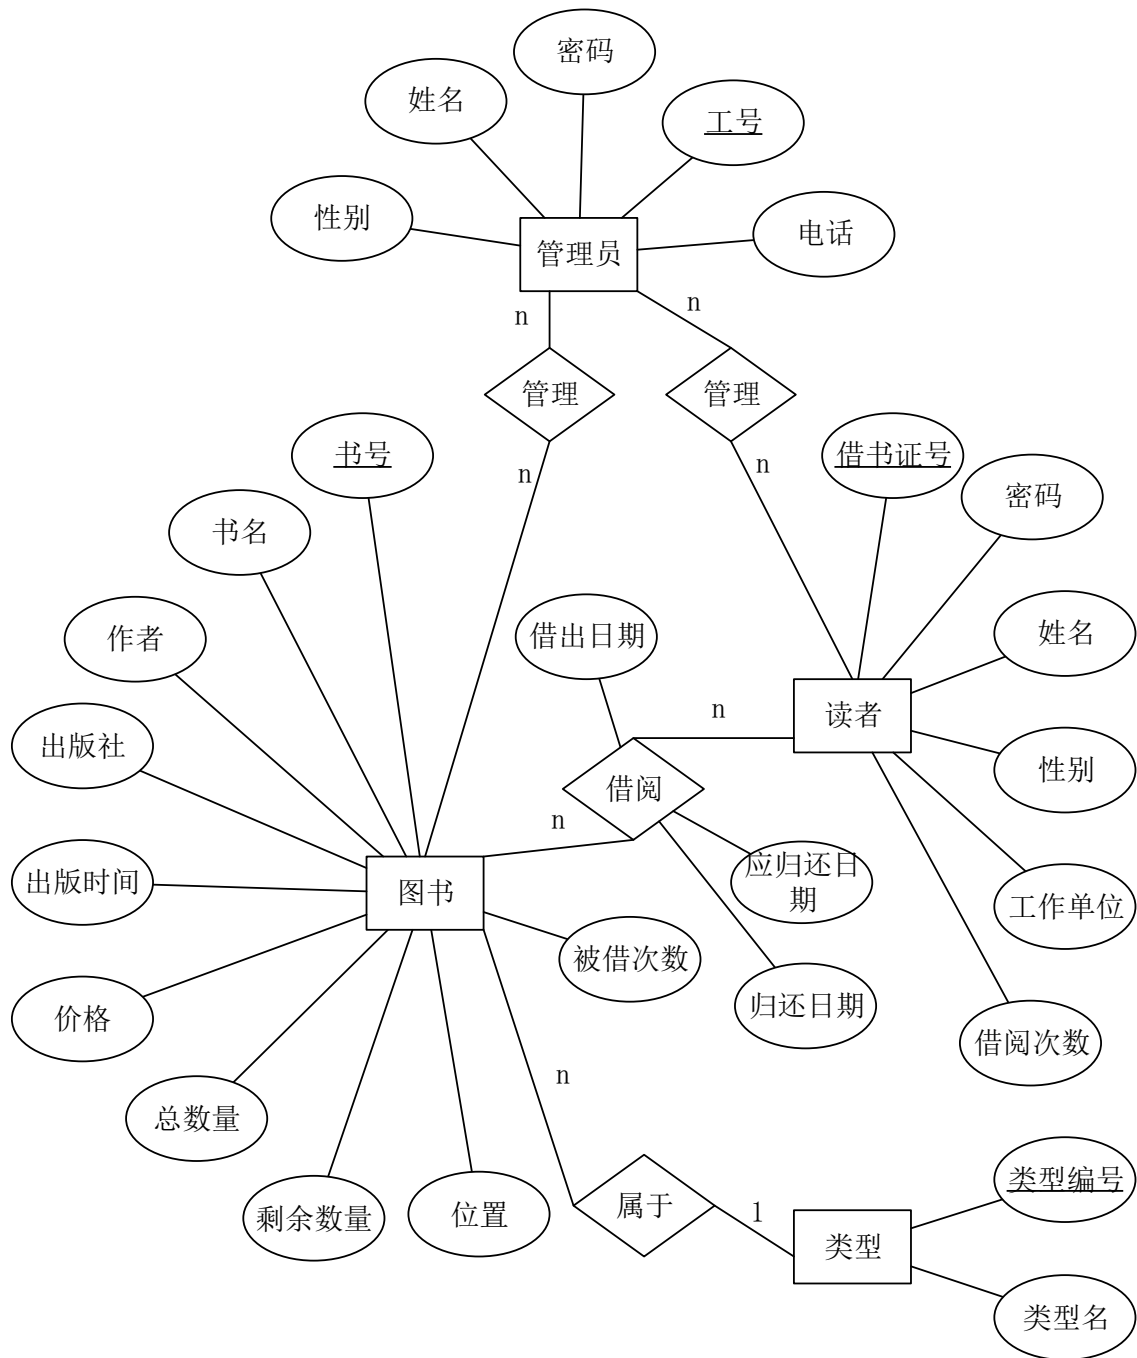 密码
姓名
工号
性别
电话
管理员
n
n
管理
管理
书号
n
n
借书证号
密码
书名
借出日期
姓名
作者
n
读者
出版社
性别
借阅
n
应归还日
期
出版时间
图书
工作单位
被借次数
归还日期
价格
借阅次数
n
总数量
类型编号
剩余数量
位置
属于
1
类型
类型名